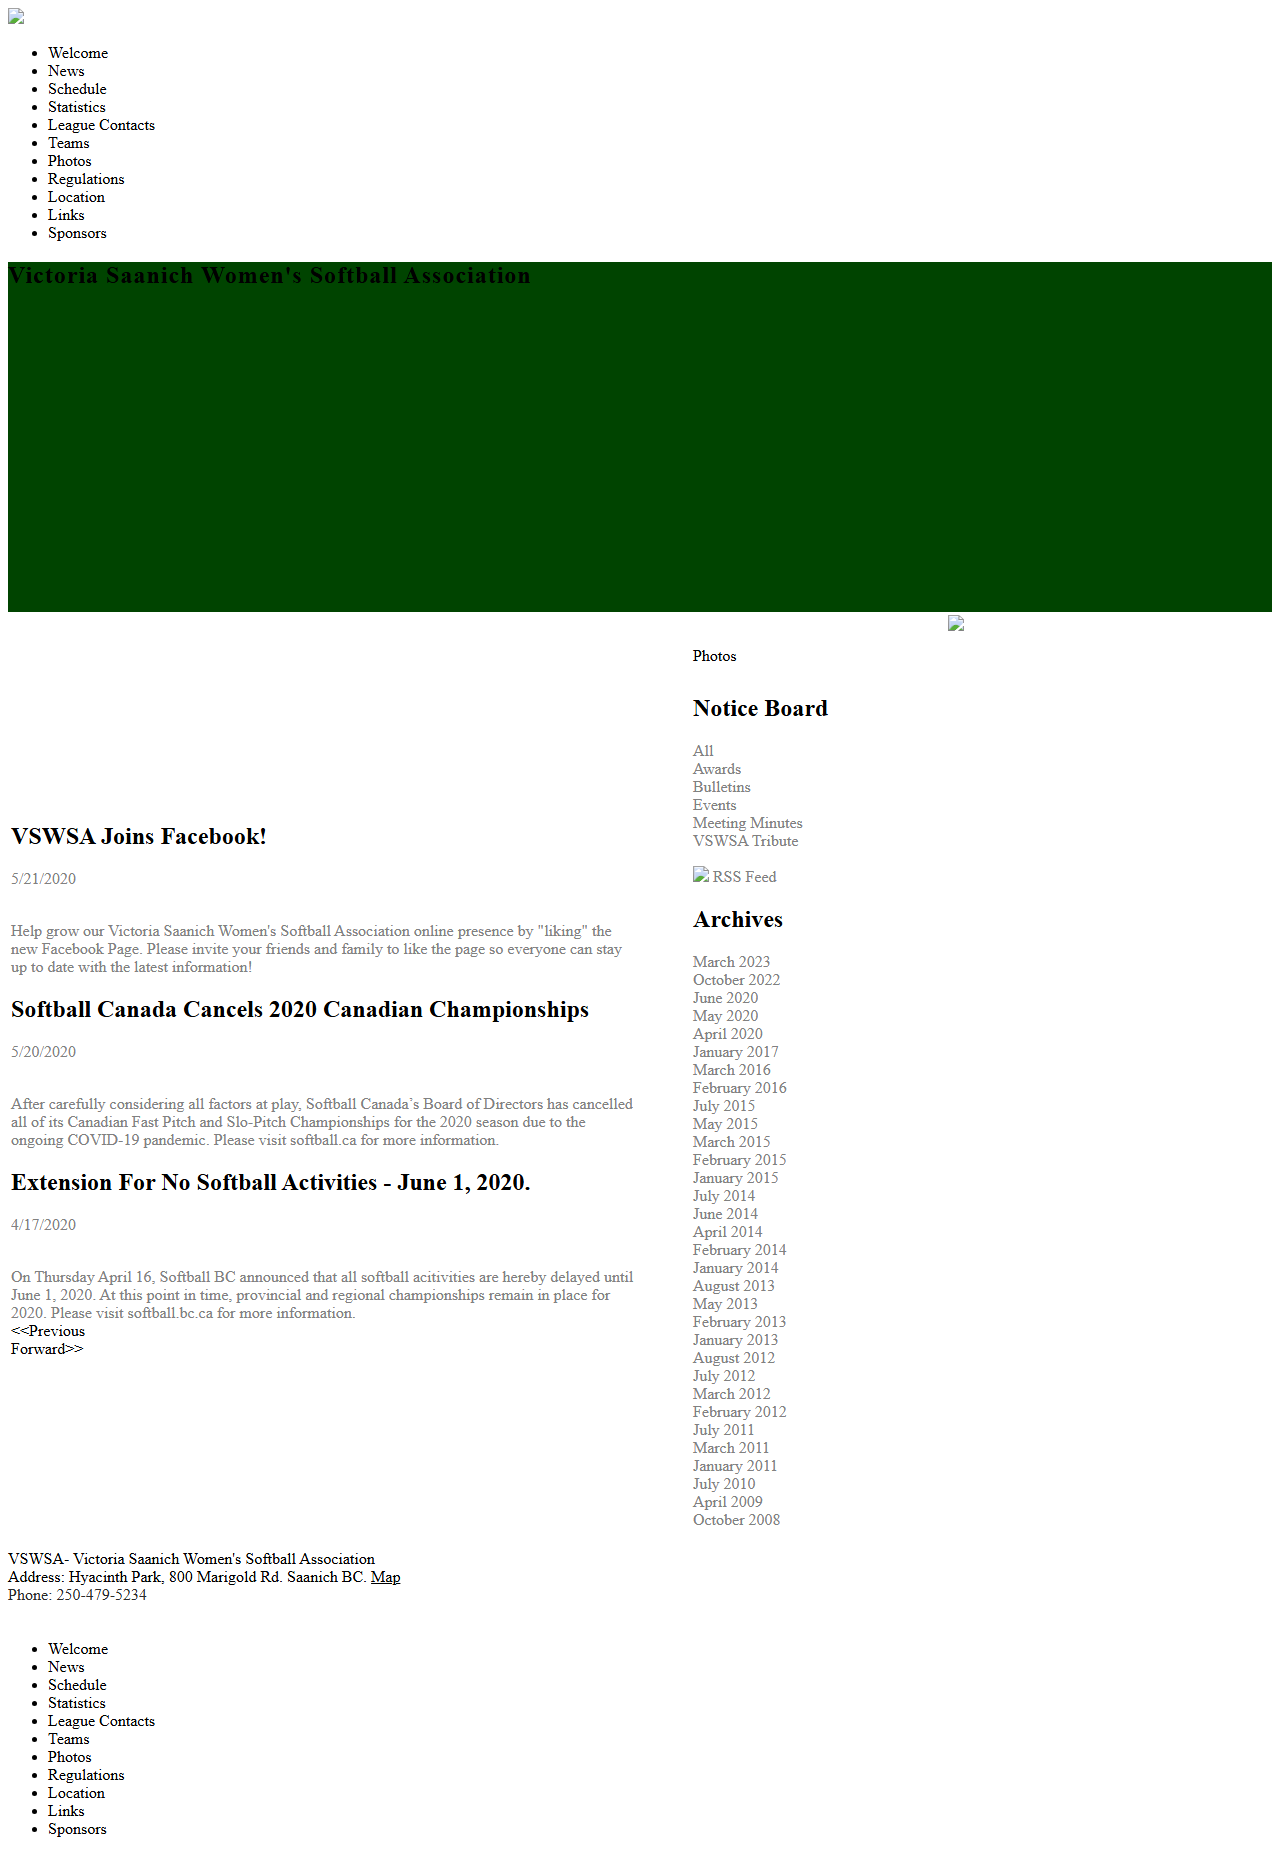 Welcome
News
Schedule
Statistics
League Contacts
Teams
Photos
Regulations
Location
Links
Sponsors
Victoria Saanich Women's Softball Association
VSWSA Joins Facebook!
5/21/2020
Help grow our Victoria Saanich Women's Softball Association online presence by "liking" the
new Facebook Page. Please invite your friends and family to like the page so everyone can stay
up to date with the latest information!
Softball Canada Cancels 2020 Canadian Championships
5/20/2020
After carefully considering all factors at play, Softball Canada’s Board of Directors has cancelled
all of its Canadian Fast Pitch and Slo-Pitch Championships for the 2020 season due to the
ongoing COVID-19 pandemic. Please visit softball.ca for more information.
Extension For No Softball Activities - June 1, 2020.
4/17/2020
On Thursday April 16, Softball BC announced that all softball acitivities are hereby delayed until
June 1, 2020. At this point in time, provincial and regional championships remain in place for
2020. Please visit softball.bc.ca for more information.
<<Previous
Forward>>
Photos
Notice Board
All
Awards
Bulletins
Events
Meeting Minutes
VSWSA Tribute
RSS Feed
Archives
March 2023
October 2022
June 2020
May 2020
April 2020
January 2017
March 2016
February 2016
July 2015
May 2015
March 2015
February 2015
January 2015
July 2014
June 2014
April 2014
February 2014
January 2014
August 2013
May 2013
February 2013
January 2013
August 2012
July 2012
March 2012
February 2012
July 2011
March 2011
January 2011
July 2010
April 2009
October 2008
VSWSA- Victoria Saanich Women's Softball Association
Address: Hyacinth Park, 800 Marigold Rd. Saanich BC. Map
Phone: 250-479-5234
Welcome
News
Schedule
Statistics
League Contacts
Teams
Photos
Regulations
Location
Links
Sponsors